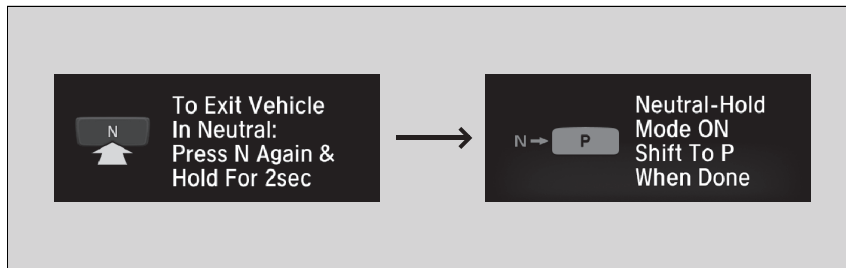 N
To Exit Vehicle
In Neutral:
Press N Again &
Hold For 2sec
N→ P
Neutral-Hold
Mode ON
Shift To P
When Done